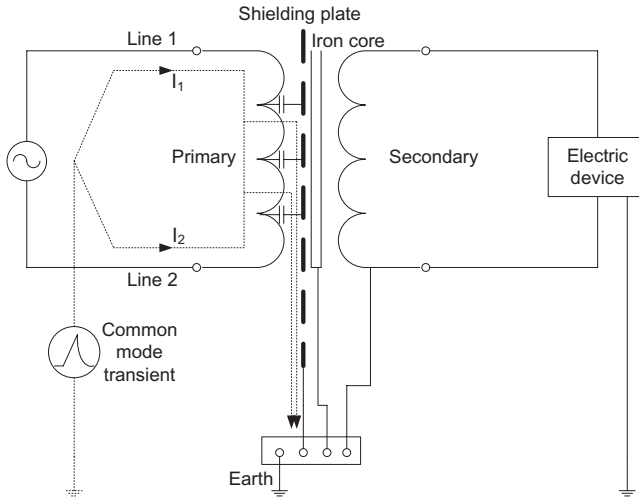 Shielding plate
Line 1
Iron core
I1
Primary
Secondary
Electric
device
I2
Line 2
Common
mode
transient
Earth